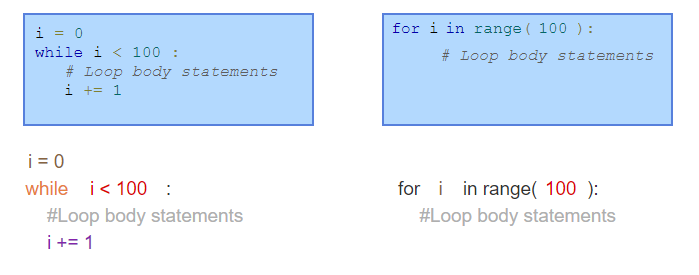 i = 0
while i < 100 :
# Loop body statements
i += 1
for i in range( 100 ):
# Loop body statements
i = 0
while i < 100 :
#Loop body statements
i += 1
for i in range( 100 ):
#Loop body statements